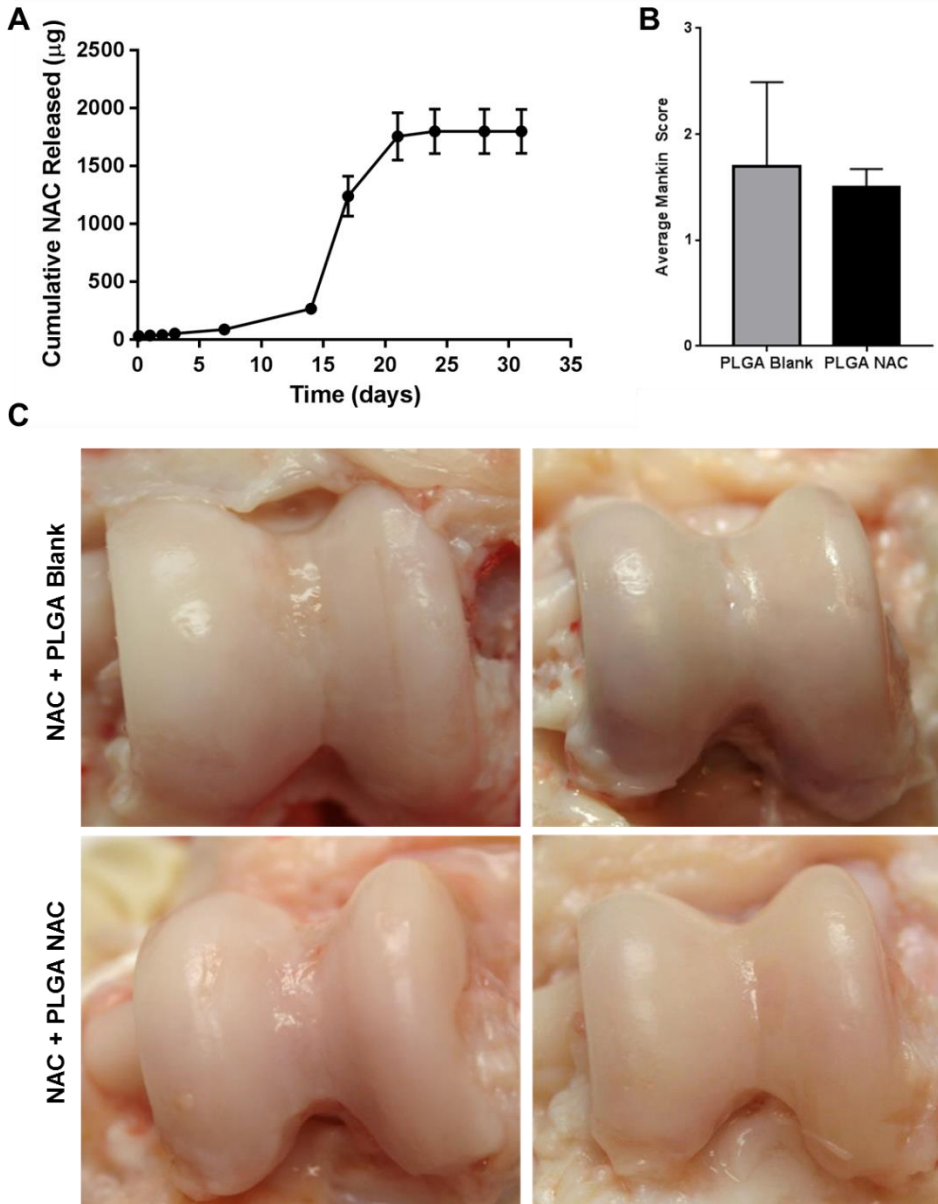 A
Cumulative NAC Released (µg)
2500
2000
1500
1000
500
0
0 5 10 15 20 25 30 35
Time (days)
B
Average Mankin Score
3
2
1
0
PLGA Blank PLGA NAC
C
NAC + PLGA Blank
NAC + PLGA NAC